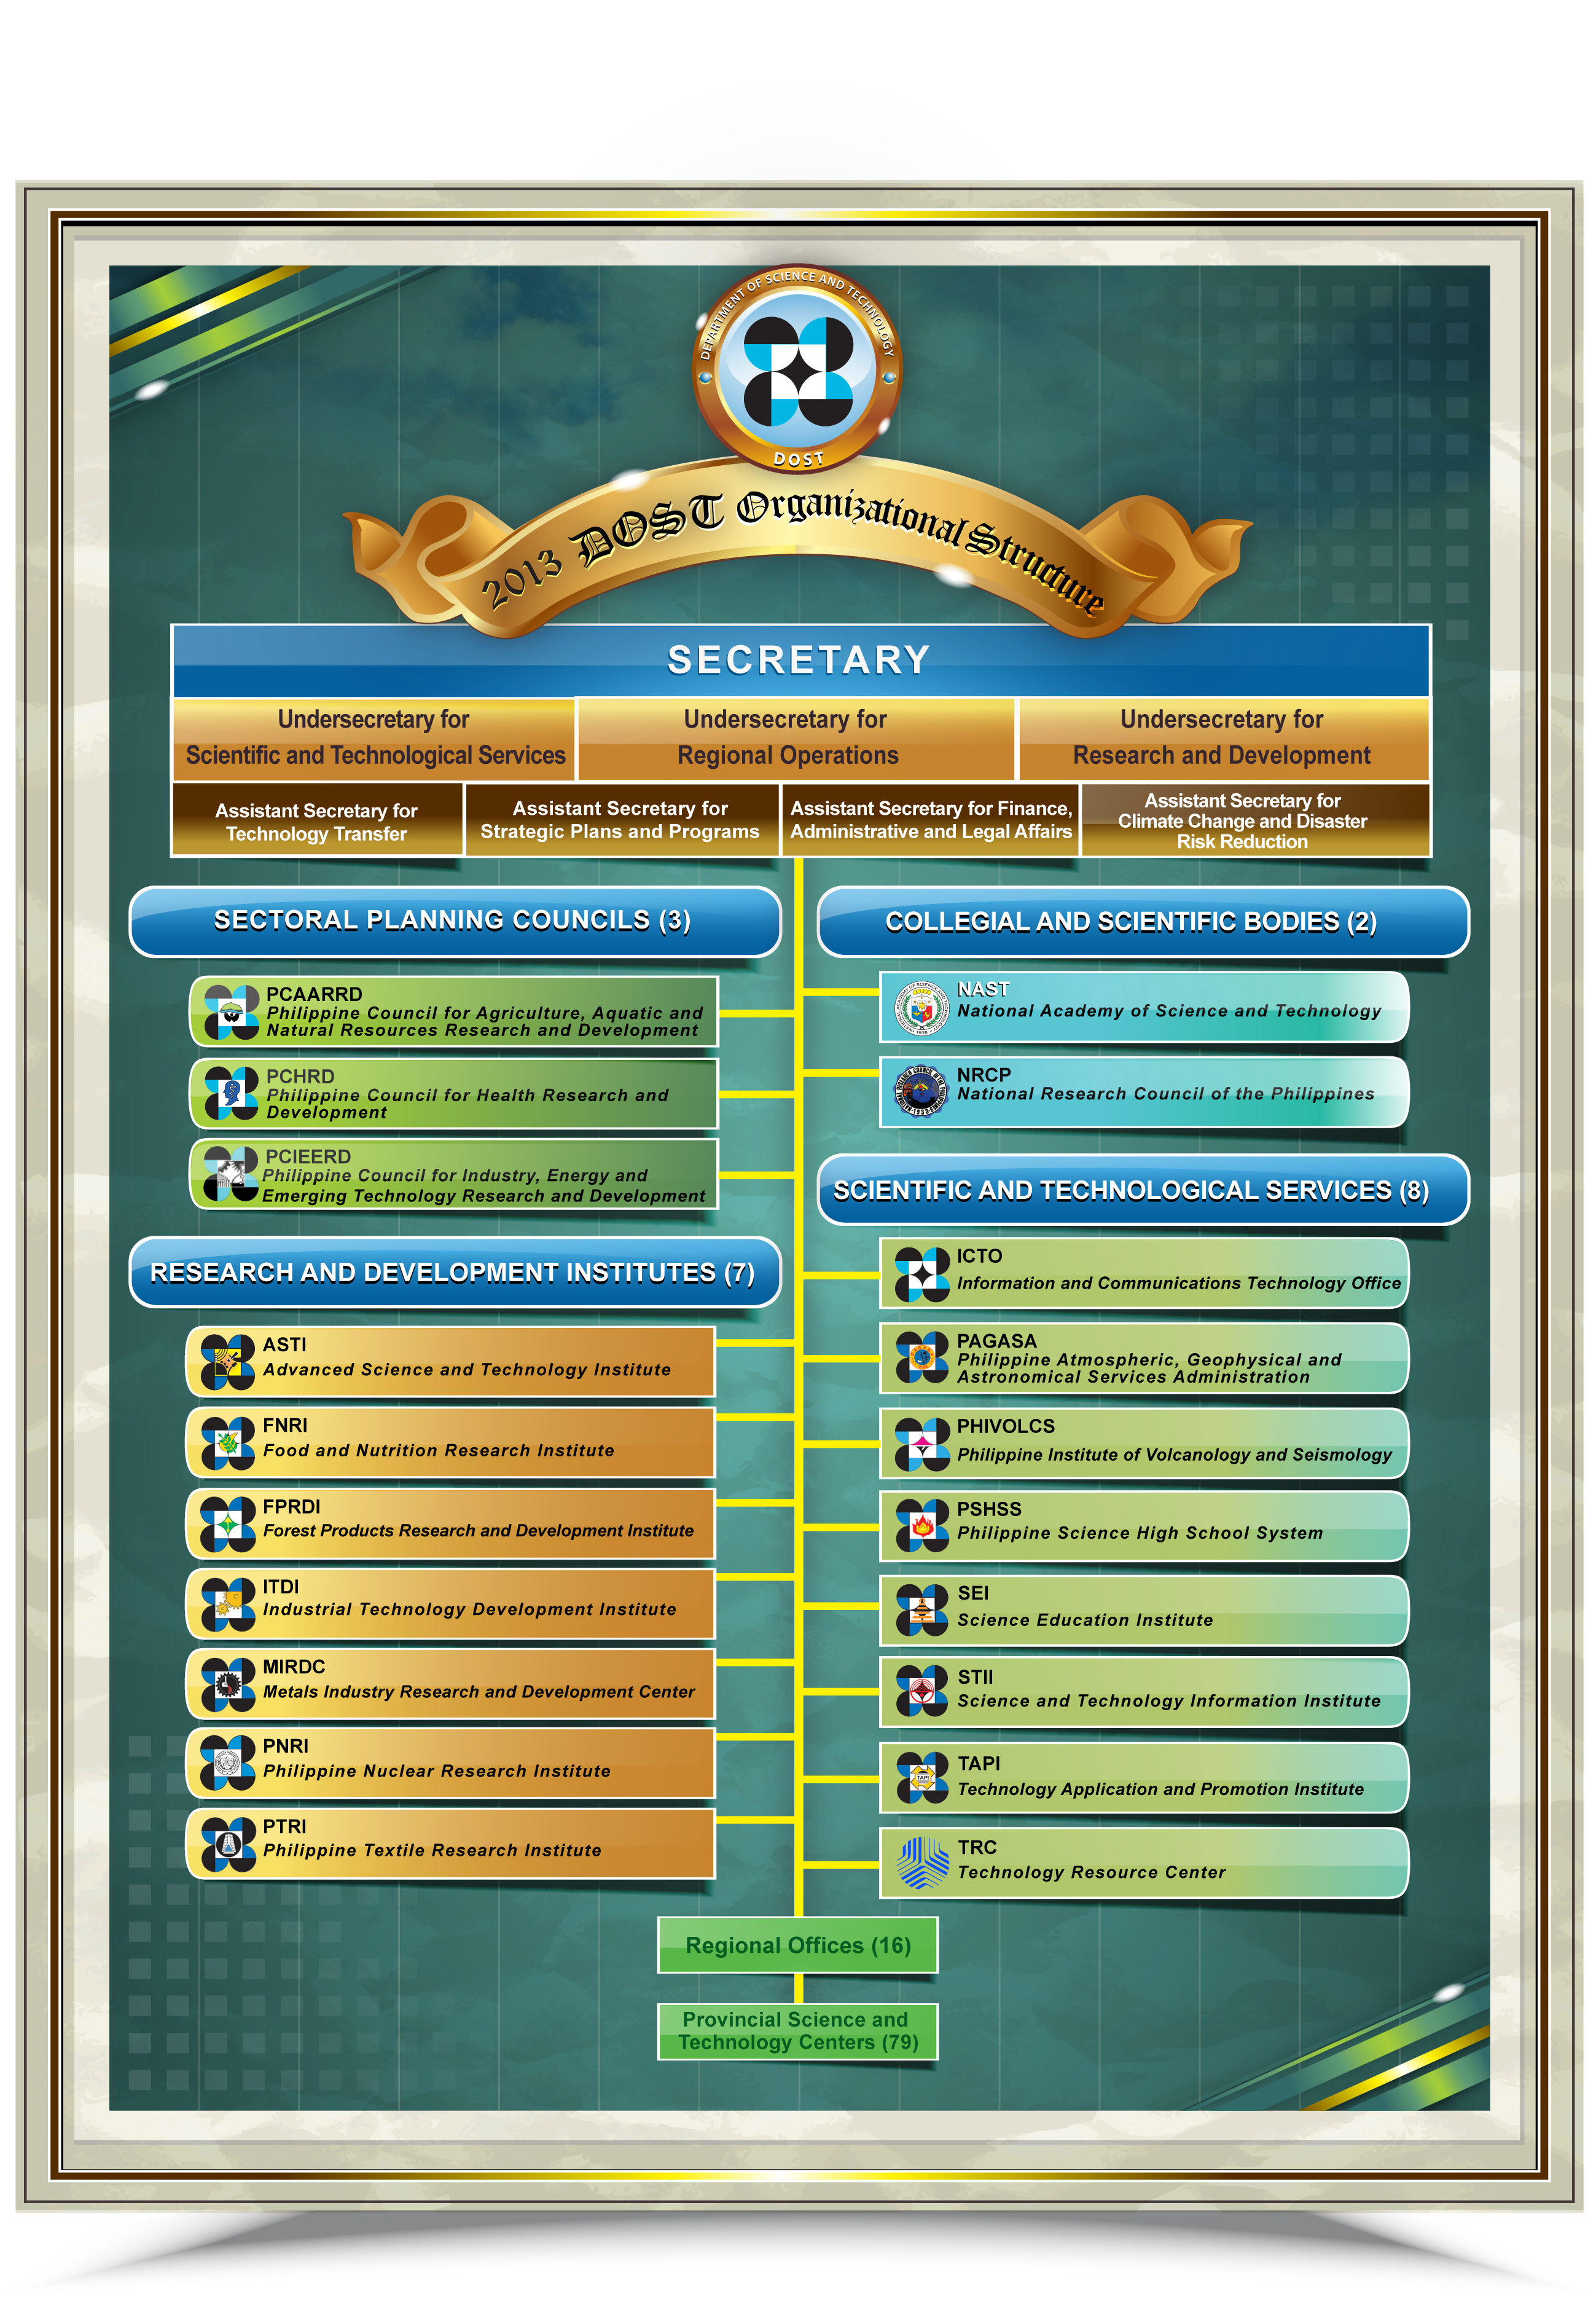 DEPARTMENT OF SCIENCE AND TECHNOLOGY
DOST
2013 DOST Organizational Structure
SECRETARY
Undersecretary for
Scientific and Technological Services
Undersecretary for
Regional Operations
Undersecretary for
Research and Development
Assistant Secretary for
Technology Transfer
Assistant Secretary for
Strategic Plans and Programs
Assistant Secretary for Finance,
Administrative and Legal Affairs
Assistant Secretary for
Climate Change and Disaster
Risk Reduction
SECTORAL PLANNING COUNCILS (3)
PCAARRD
Philippine Council for Agriculture, Aquatic and
Natural Resources Research and Development
PCHRD
Philippine Council for Health Research and
Development
PCIEERD
Philippine Council for Industry, Energy and
Emerging Technology Research and Development
RESEARCH AND DEVELOPMENT INSTITUTES (7)
ASTI
Advanced Science and Technology Institute
FNRI
Food and Nutrition Research Institute
FPRDI
Forest Products Research and Development Institute
ITDI
Industrial Technology Development Institute
MIRDC
Metals Industry Research and Development Center
PNRI
Philippine Nuclear Research Institute
PTRI
Philippine Textile Research Institute
COLLEGIAL AND SCIENTIFIC BODIES (2)
NAST
National Academy of Science and Technology
NRCP
National Research Council of the Philippines
SCIENTIFIC AND TECHNOLOGICAL SERVICES (8)
ICTO
Information and Communications Technology Office
PAGASA
Philippine Atmospheric, Geophysical and
Astronomical Services Administration
PHIVOLCS
Philippine Institute of Volcanology and Seismology
PSHSS
Philippine Science High School System
SEI
Science Education Institute
STII
Science and Technology Information Institute
TAPI
TAPI
Technology Application and Promotion Institute
TRC
Technology Resource Center
Regional Offices (16)
Provincial Science and
Technology Centers (79)